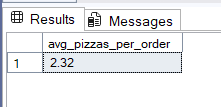 Results Messages
avg_pizzas_per_order
1 2.32